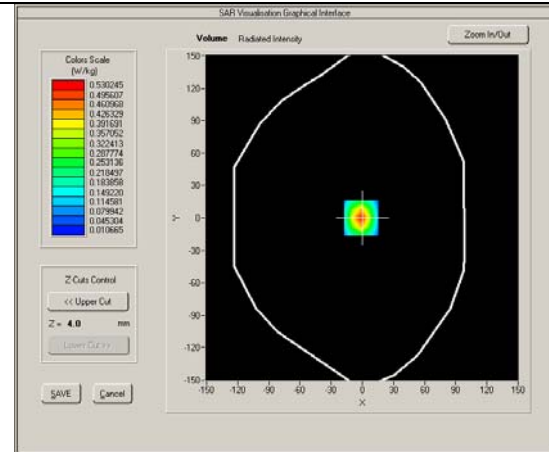 SAR Visualisation Graphical Interface
Volume Radiated Intensity
Zoom In/Out
Colors Scale
(W/kg)
0.530245
0.495607
0.460968
0.426329
0.391691
0.357052
0.322413
0.287774
0.253136
0.218497
0.183858
0.149220
0.114581
0.079942
0.045304
0.010665
Z Cuts Control
<< Upper Cut
Z = 4.0 mm
Lower Cut >>
SAVE Cancel
150
120
90
60
30
0
-30
-60
-90
-120
-150
Y
-150 -120 -90 -60 -30 0 30 60 90 120 150
X